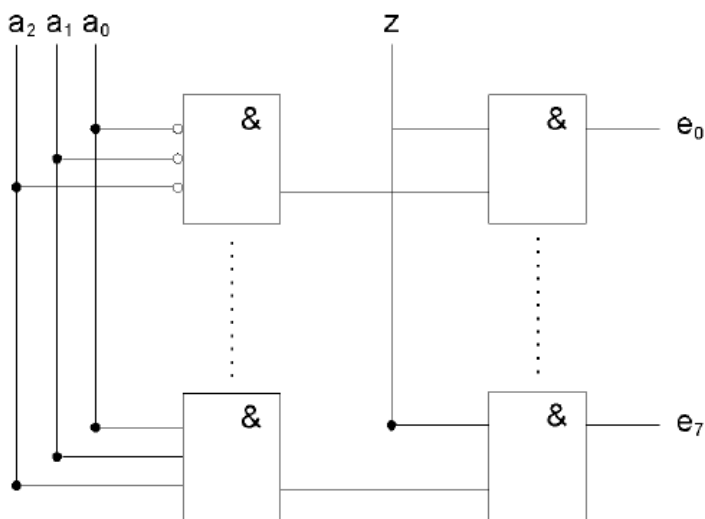 a₂ a₁ a₀ z
& & e₀
& & e₇